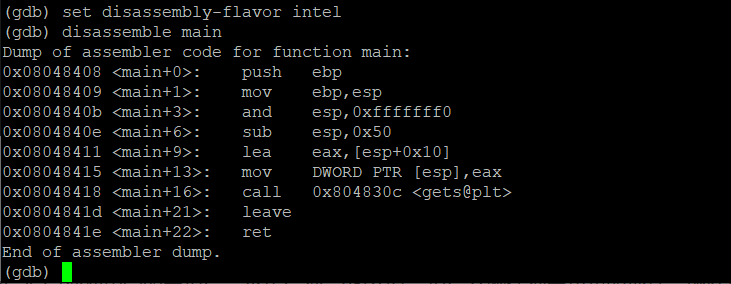 (gdb) set disassembly-flavor intel
(gdb) disassemble main
Dump of assembler code for function main:
0x08048408 <main+0>:    push   ebp
0x08048409 <main+1>:    mov    ebp,esp
0x0804840b <main+3>:    and    esp,0xfffffff0
0x0804840e <main+6>:    sub    esp,0x50
0x08048411 <main+9>:    lea    eax,[esp+0x10]
0x08048415 <main+13>:   mov    DWORD PTR [esp],eax
0x08048418 <main+16>:   call   0x804830c <gets@plt>
0x0804841d <main+21>:   leave
0x0804841e <main+22>:   ret
End of assembler dump.
(gdb)